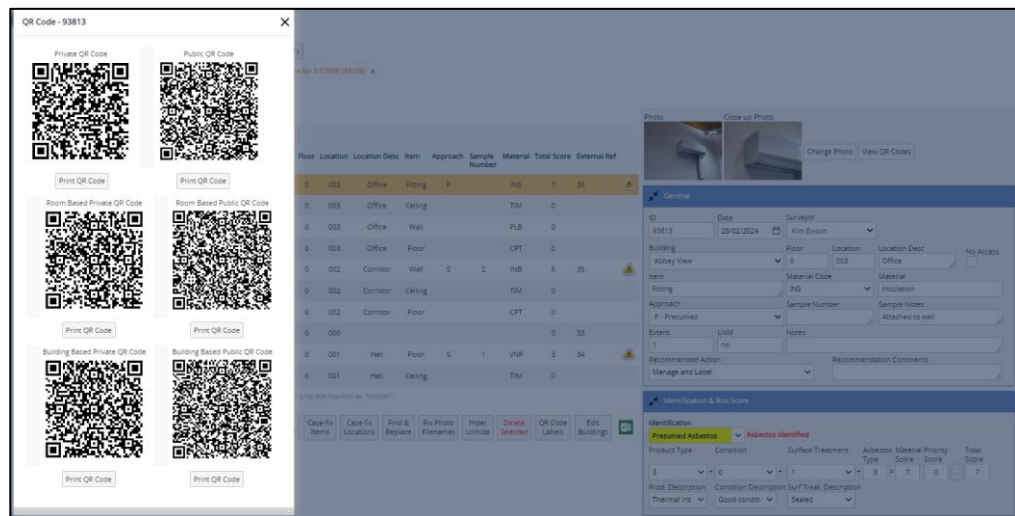 QR Code - 93813
Private QR Code Public QR Code
Print QR Code Print QR Code
Room Based Private QR Code Room Based Public QR Code
Print QR Code Print QR Code
Building Based Private QR Code Building Based Public QR Code
Print QR Code Print QR Code
Floor Location Location Desc Item Approach Sample Number Material Total Score External Ref
0 003 Office Fitting P INS 7 36
0 003 Office Ceiling TIM 0
0 003 Office Wall PLB 0
0 003 Office Floor CPT 0
0 002 Corridor Wall S 2 INB 6 35
0 002 Corridor Ceiling TIM 0
0 002 Corridor Floor CPT 0
0 000 0 33
0 001 Hall Floor S 1 VNP 3 34
0 001 Hall Ceiling TIM 0
grey are marked as "hidden"
Case-fix Items Case-fix Locations Find & Replace Fix Photo Filenames Hide/ Unhide Delete Selected QR Code Labels Edit Buildings
Photo Close up Photo
Change Photo View QR Codes
General
ID Date Surveyor
93813 28/02/2024 Kim Evison
Building Floor Location Location Desc No Access
Abbey View 0 003 Office
Item Material Code Material
Fitting INS Insulation
Approach Sample Number Sample Notes
P - Presumed Attached to wall
Extent UoM Notes
1 no
Recommended Action Recommendation Comments
Manage and Label
Identification & Risk Score
Identification
Presumed Asbestos Asbestos Identified
Product Type Condition Surface Treatment Asbestos Type Material Score Priority Score Total Score
3 + 0 + 1 + 3 = 7 0 7
Prod. Description Condition Description Surf Treat. Description
Thermal ins Good conditi Sealed